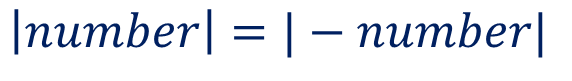 |number| = | − number|